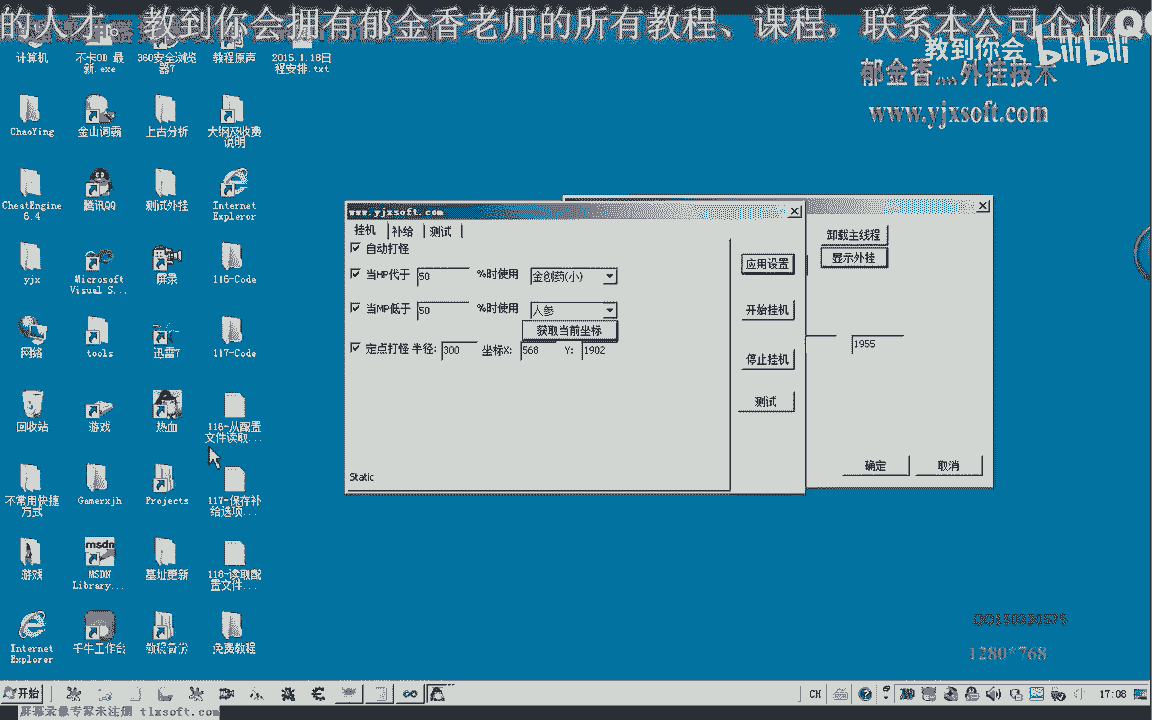 的人才 教到你会拥有郁金香老师的所有教程、课程，联系本公司企业QQ
教到你会 bilibili
郁金香 外挂技术
www.yjxsoft.com
计算机
不卡OD 最新.exe
360安全浏览器7
教程原声
2015.1.18日程安排.txt
ChaoYing
金山词霸
上古分析
大纲及收费说明
CheatEngine 6.4
腾讯QQ
测试外挂
Internet Exploror
yjx
Microsoft Visual S...
屏录
116-Code
网络
tools
迅雷7
117-Code
回收站
游戏
热血
116-从配置文件读取...
不常用快捷方式
Gamerxjh
Projects
117-保存补给选项...
游戏
MSDN Library...
基址更新
118-读取配置文件...
Internet Explorer
千牛工作台
教程备份
免费教程
www.yjxsoft.com
挂机 补给 测试
自动打怪
当HP代于 50 %时使用 金创药(小)
当MP低于 50 %时使用 人参
获取当前坐标
定点打怪 半径: 300 坐标X: 568 Y: 1902
Static
应用设置
开始挂机
停止挂机
测试
卸载主线程
显示外挂
1955
确定 取消
1280*768
开始
CH
17:08
屏幕录像专家未注册 tlxsoft.com